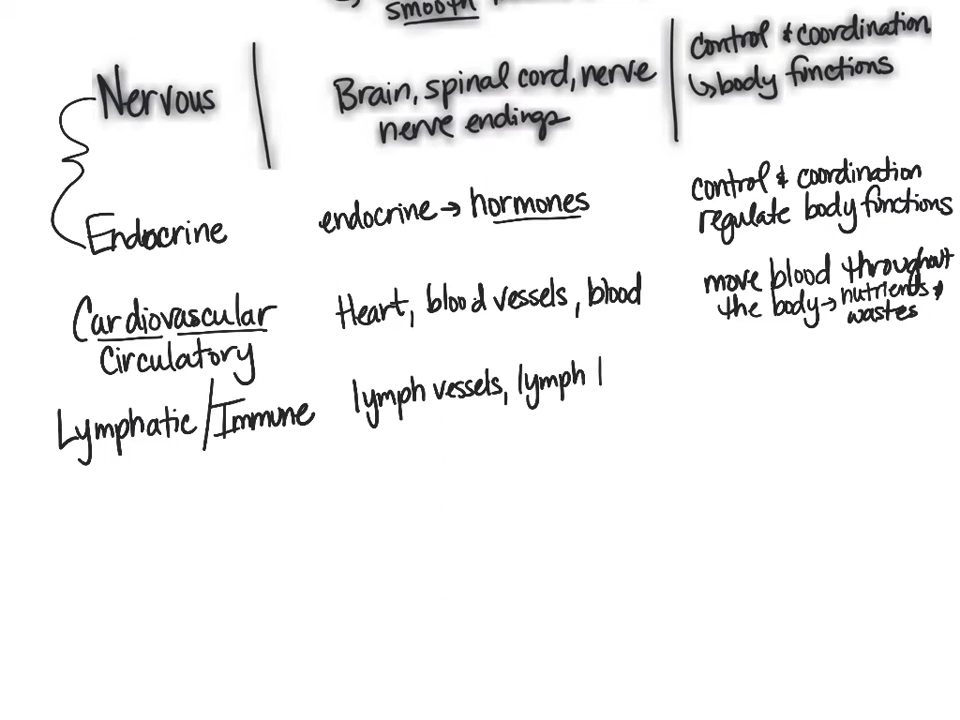 smooth
Nervous
Brain, spinal cord, nerve
nerve endings
control & coordination
↳body functions
Endocrine
endocrine → hormones
control & coordination
regulate body functions
Cardiovascular
Circulatory
Heart, blood vessels, blood
move blood throughout
the body → nutrients &
wastes
Lymphatic / Immune
lymph vessels, lymph